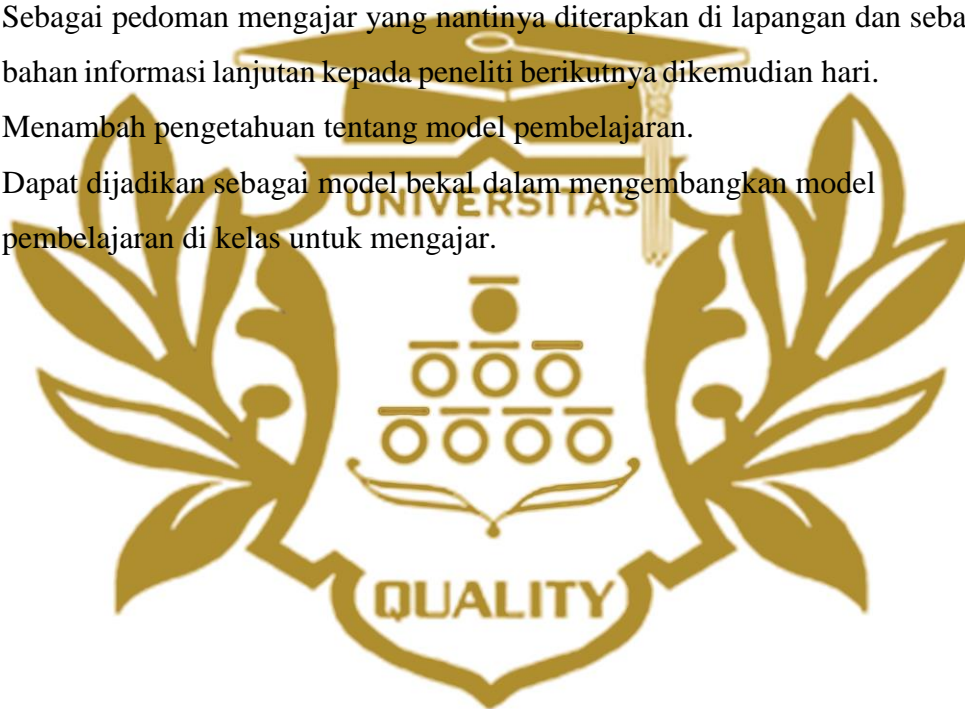 Sebagai pedoman mengajar yang nantinya diterapkan di lapangan dan seba
bahan informasi lanjutan kepada peneliti berikutnya dikemudian hari.
Menambah pengetahuan tentang model pembelajaran.
Dapat dijadikan sebagai model bekal dalam mengembangkan model
UNIVERSITAS
pembelajaran di kelas untuk mengajar.
QUALITY